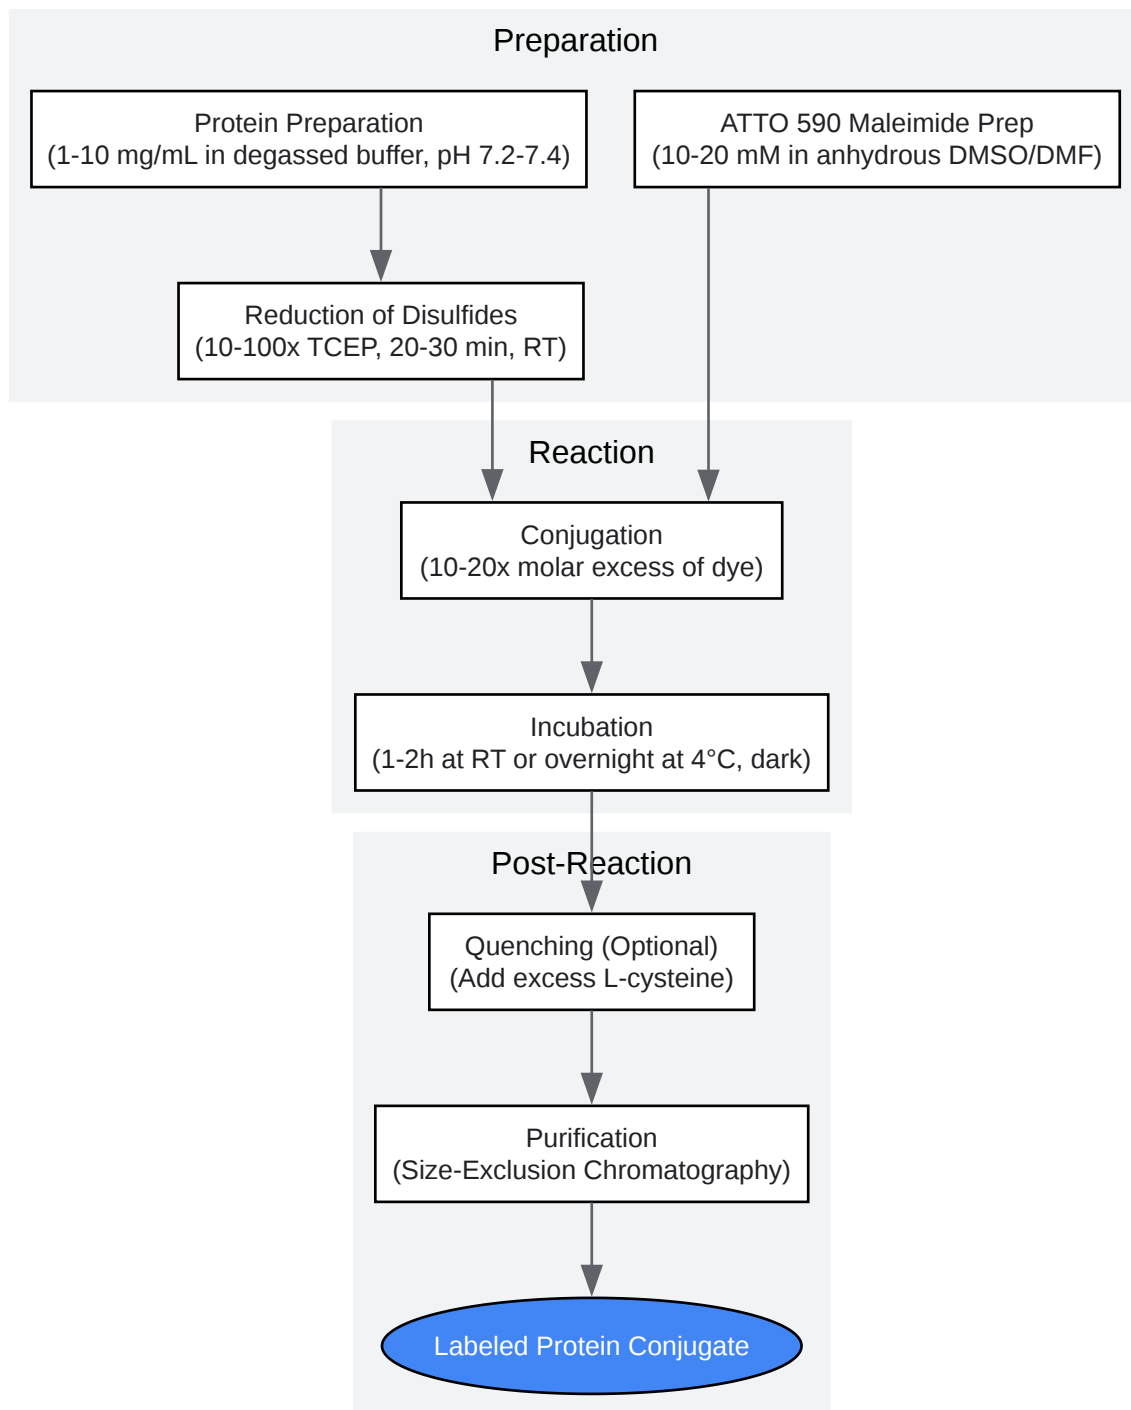 Preparation
Protein Preparation
(1-10 mg/mL in degassed buffer, pH 7.2-7.4)
ATTO 590 Maleimide Prep
(10-20 mM in anhydrous DMSO/DMF)
Reduction of Disulfides
(10-100x TCEP, 20-30 min, RT)
Reaction
Conjugation
(10-20x molar excess of dye)
Incubation
(1-2h at RT or overnight at 4°C, dark)
Post-Reaction
Quenching (Optional)
(Add excess L-cysteine)
Purification
(Size-Exclusion Chromatography)
Labeled Protein Conjugate